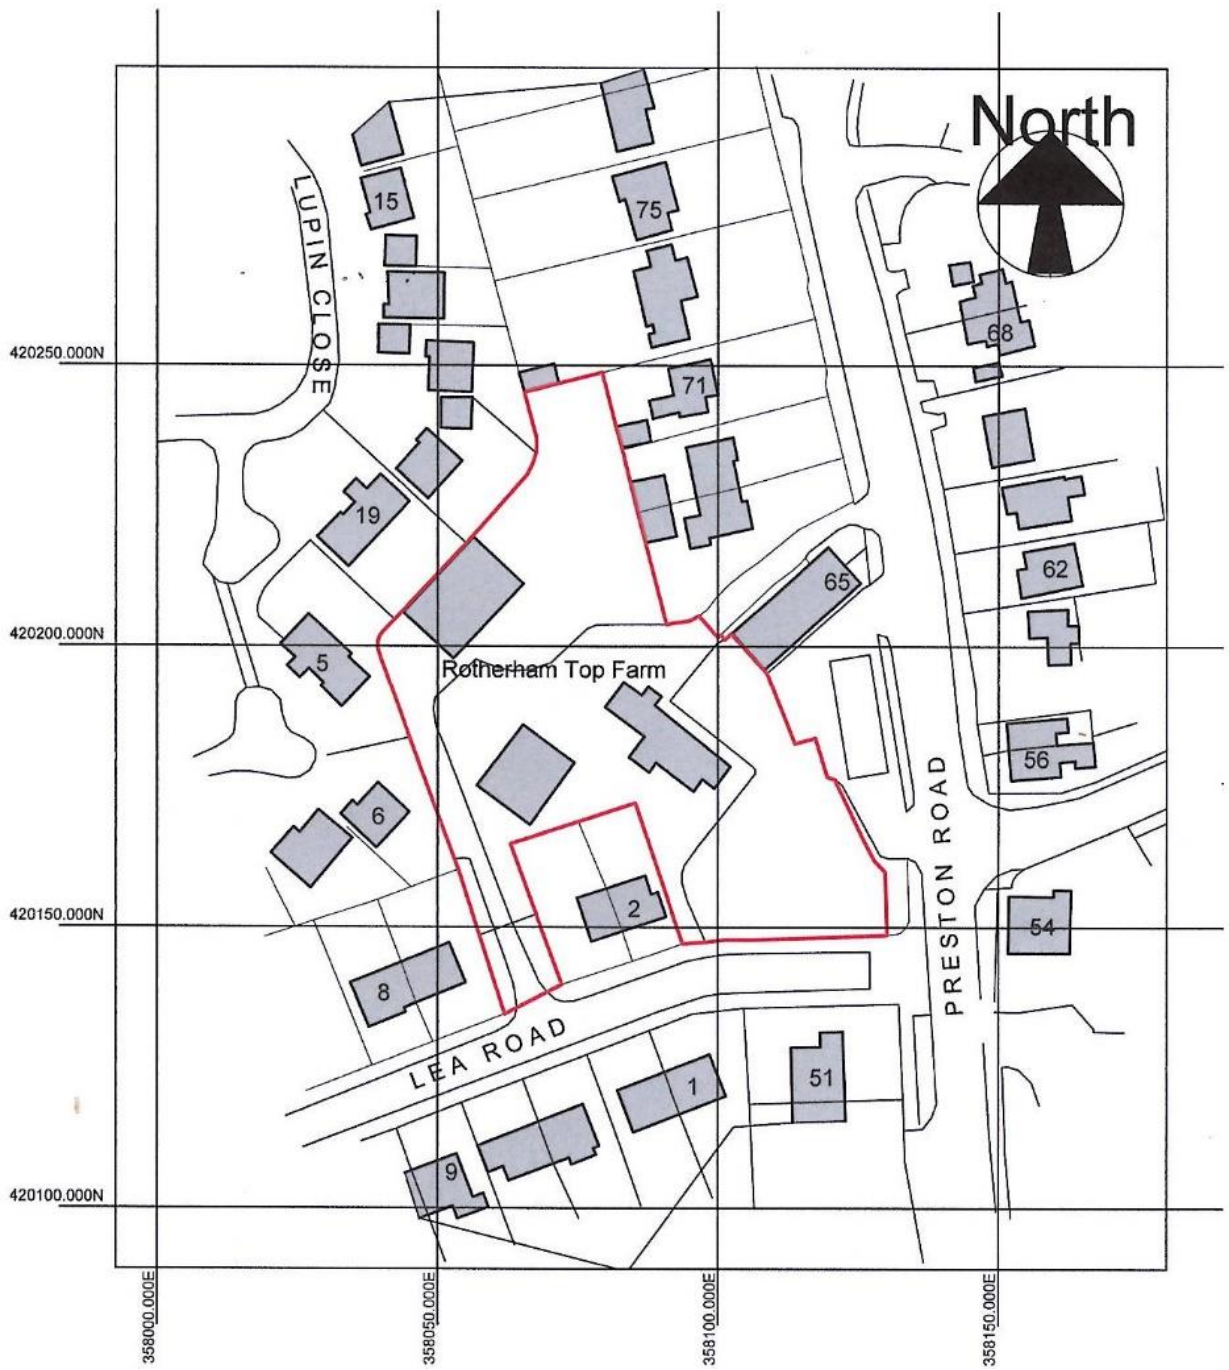 North
15
75
LUPIN CLOSE
68
420250.000N
71
19
65
62
420200.000N
5
Rotherham Top Farm
56
6
PRESTON ROAD
2
420150.000N
54
8
LEA ROAD
1
51
9
420100.000N
358000.000E
358050.000E
358100.000E
358150.000E